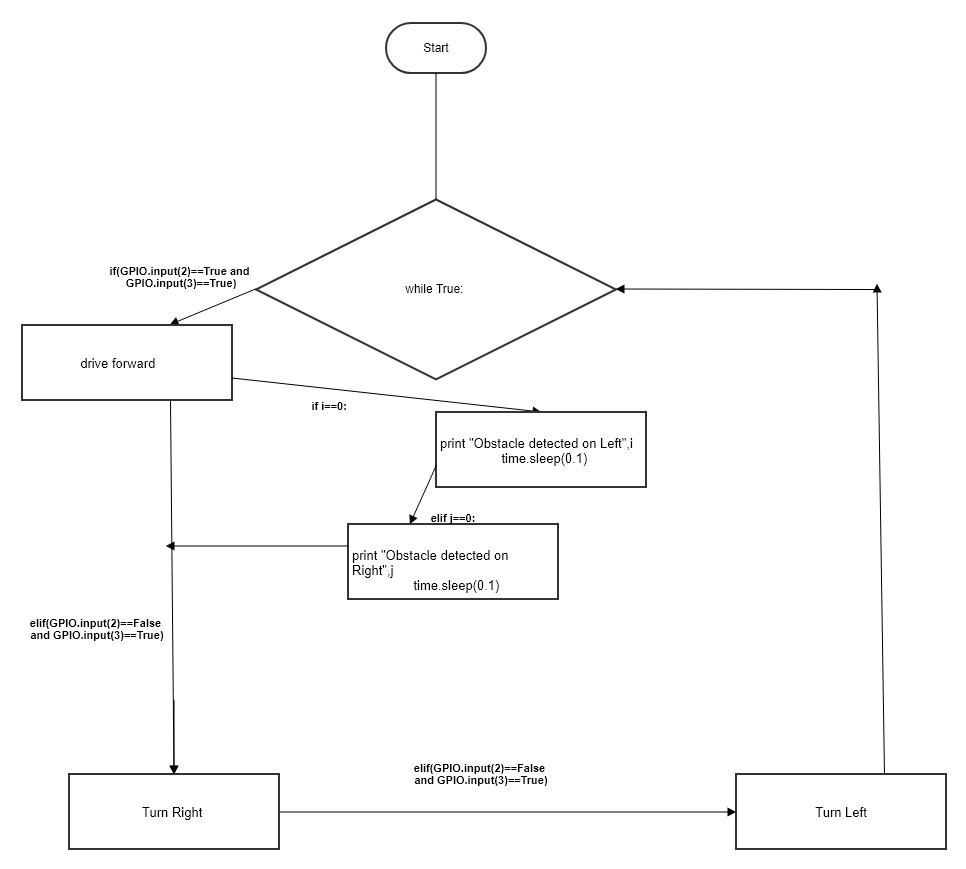 Start
if(GPIO.input(2)==True and
GPIO.input(3)==True)
while True:
drive forward
if i==0:
print "Obstacle detected on Left",i
time.sleep(0.1)
elif j==0:
print "Obstacle detected on
Right",j
time.sleep(0.1)
elif(GPIO.input(2)==False
and GPIO.input(3)==True)
elif(GPIO.input(2)==False
and GPIO.input(3)==True)
Turn Right
Turn Left